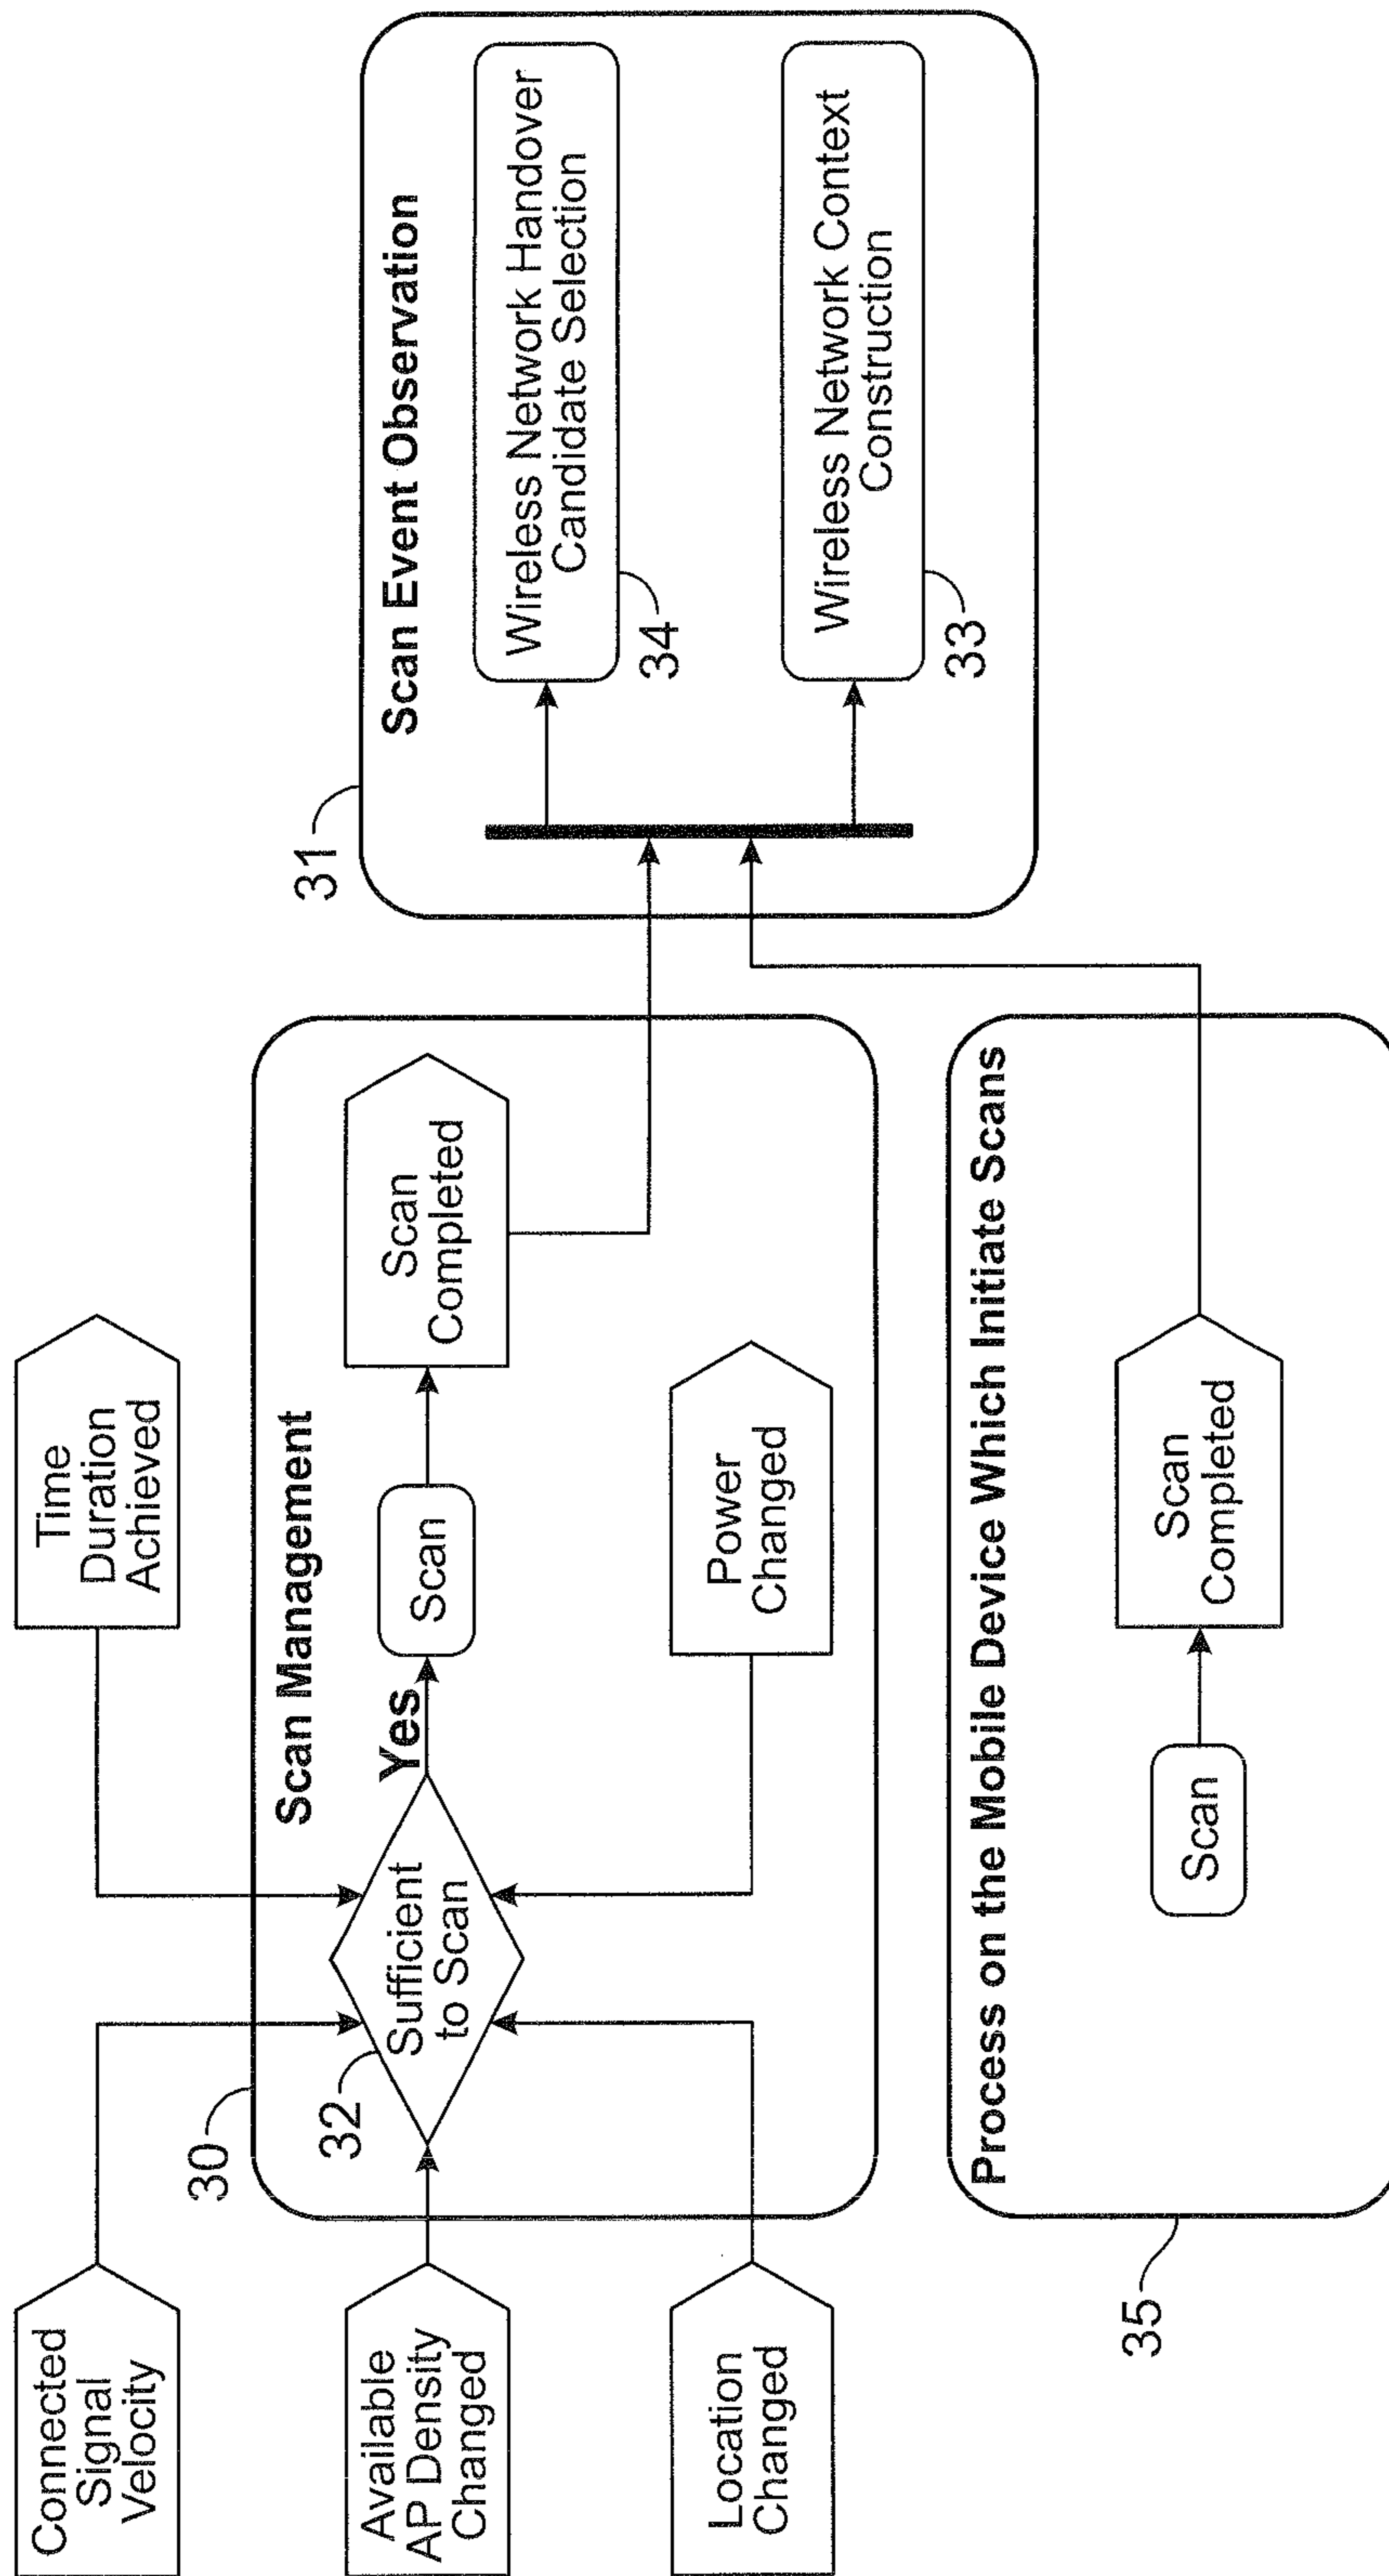 Connected
Signal
Velocity
Time
Duration
Achieved
Available
AP Density
Changed
Location
Changed
30
Scan Management
32
Sufficient
to Scan
Yes
Scan
Scan
Completed
Power
Changed
35
Process on the Mobile Device Which Initiate Scans
Scan
Scan
Completed
31
Scan Event Observation
Wireless Network Handover
Candidate Selection
34
Wireless Network Context
Construction
33